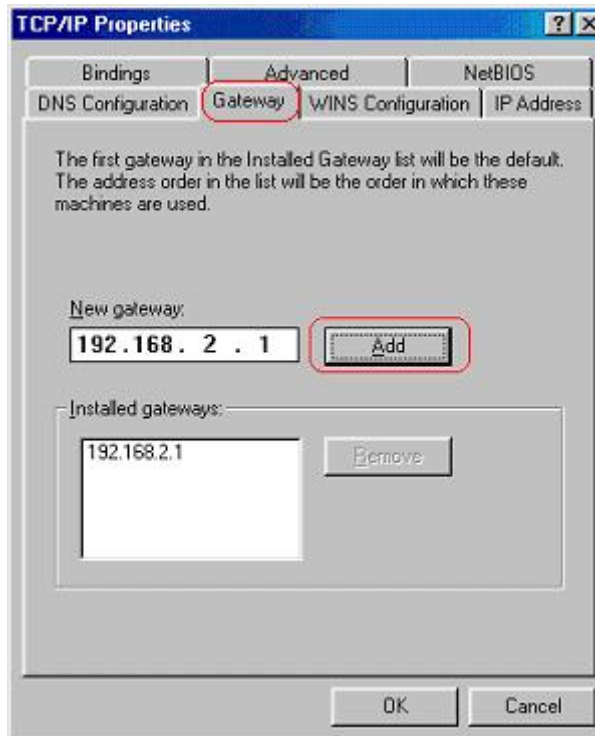 TCP/IP Properties
? X
Bindings Advanced NetBIOS
DNS Configuration Gateway WINS Configuration IP Address
The first gateway in the Installed Gateway list will be the default.
The address order in the list will be the order in which these
machines are used.
New gateway:
192.168. 2 . 1 Add
Installed gateways:
192.168.2.1 Remove
OK Cancel